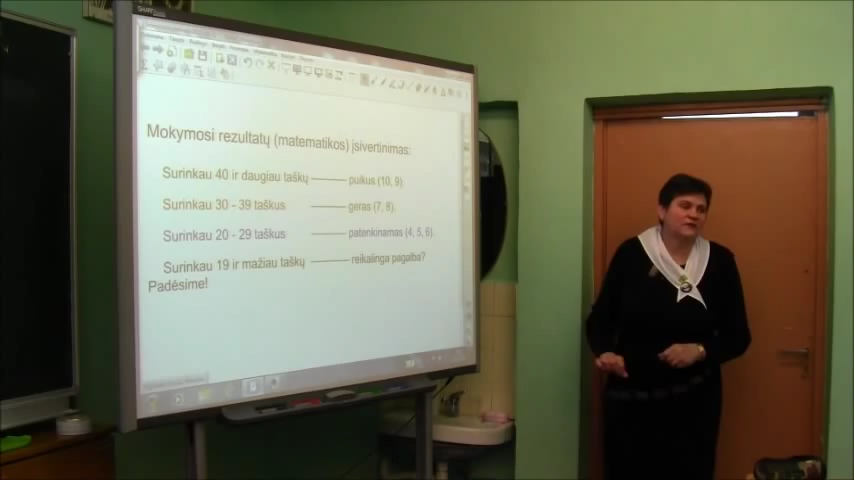 SMART
Mokymosi rezultatų (matematikos) įsivertinimas:
Surinkau 40 ir daugiau taškų ——— puikus (10, 9).
Surinkau 30 - 39 taškus ——— geras (7, 8).
Surinkau 20 - 29 taškus ——— patenkinamas (4, 5, 6).
Surinkau 19 ir mažiau taškų ——— reikalinga pagalba?
Padėsime!